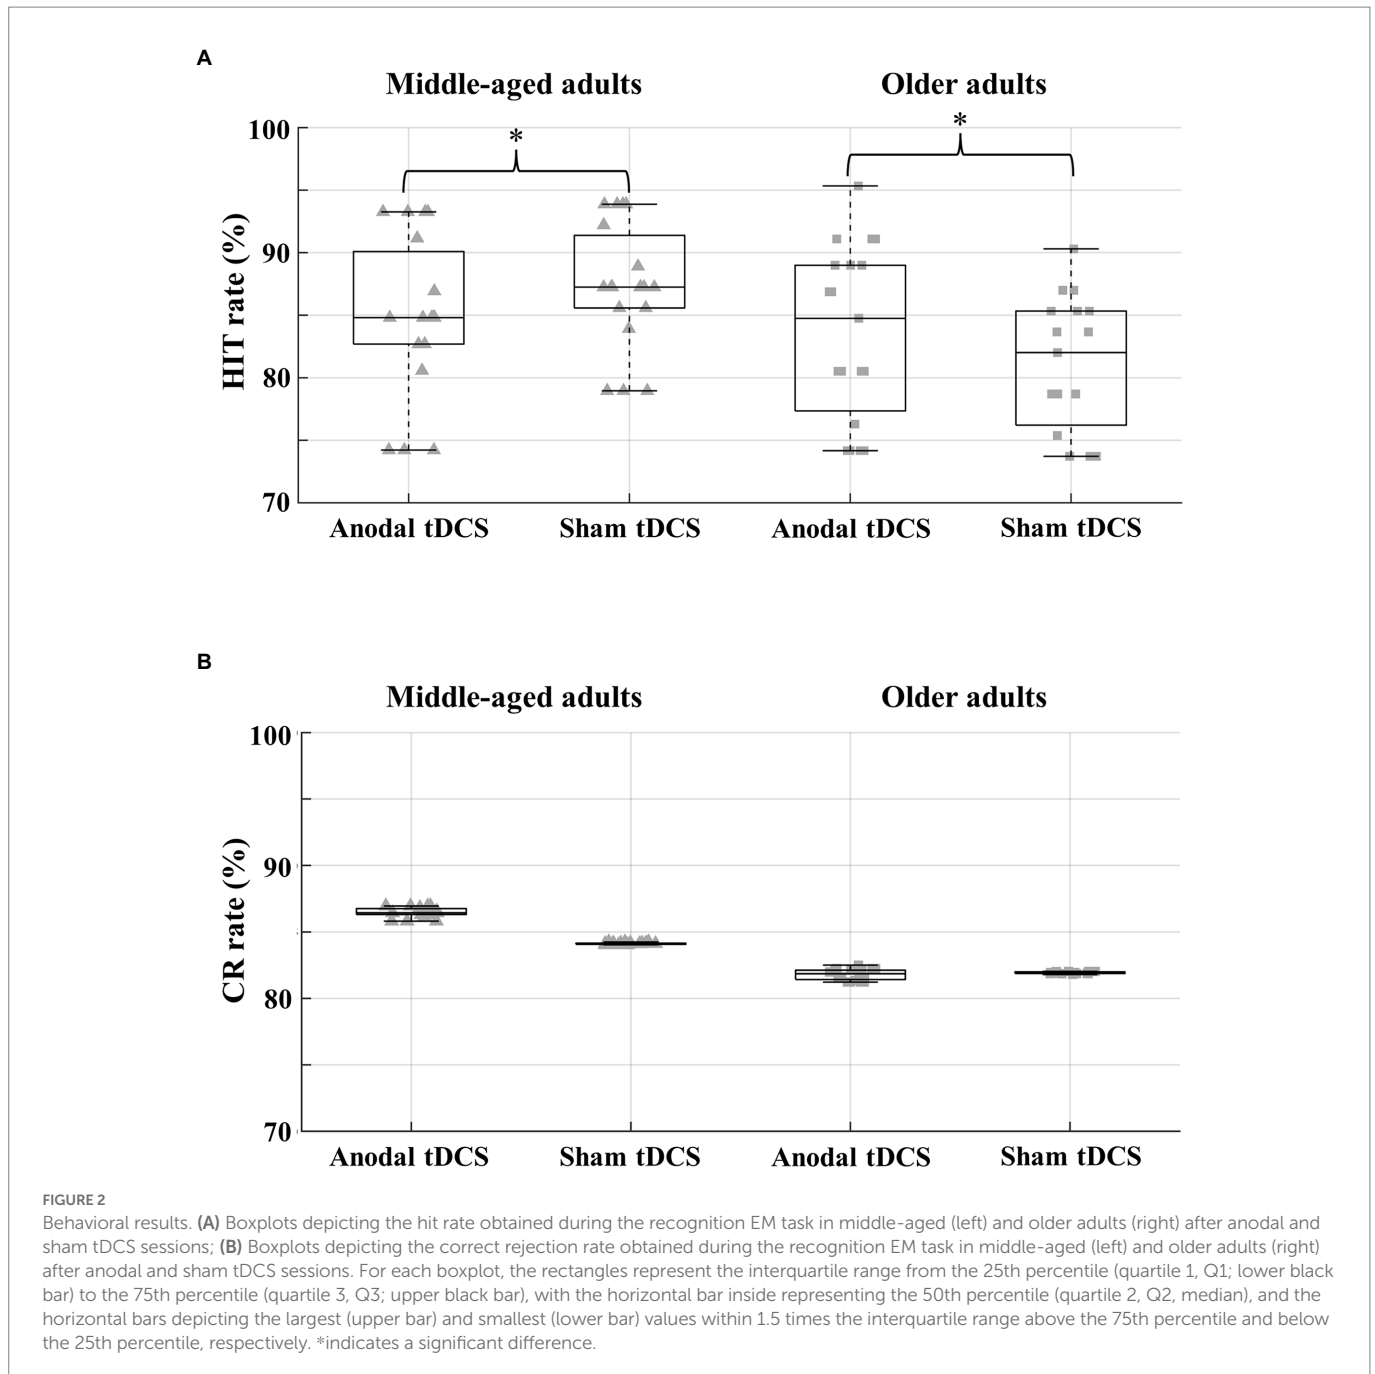 A
Middle-aged adults
Older adults
*
*
100
90
80
70
HIT rate (%)
Anodal tDCS
Sham tDCS
Anodal tDCS
Sham tDCS
B
Middle-aged adults
Older adults
100
90
80
70
CR rate (%)
Anodal tDCS
Sham tDCS
Anodal tDCS
Sham tDCS
FIGURE 2
Behavioral results. (A) Boxplots depicting the hit rate obtained during the recognition EM task in middle-aged (left) and older adults (right) after anodal and
sham tDCS sessions; (B) Boxplots depicting the correct rejection rate obtained during the recognition EM task in middle-aged (left) and older adults (right)
after anodal and sham tDCS sessions. For each boxplot, the rectangles represent the interquartile range from the 25th percentile (quartile 1, Q1; lower black
bar) to the 75th percentile (quartile 3, Q3; upper black bar), with the horizontal bar inside representing the 50th percentile (quartile 2, Q2, median), and the
horizontal bars depicting the largest (upper bar) and smallest (lower bar) values within 1.5 times the interquartile range above the 75th percentile and below
the 25th percentile, respectively. *indicates a significant difference.